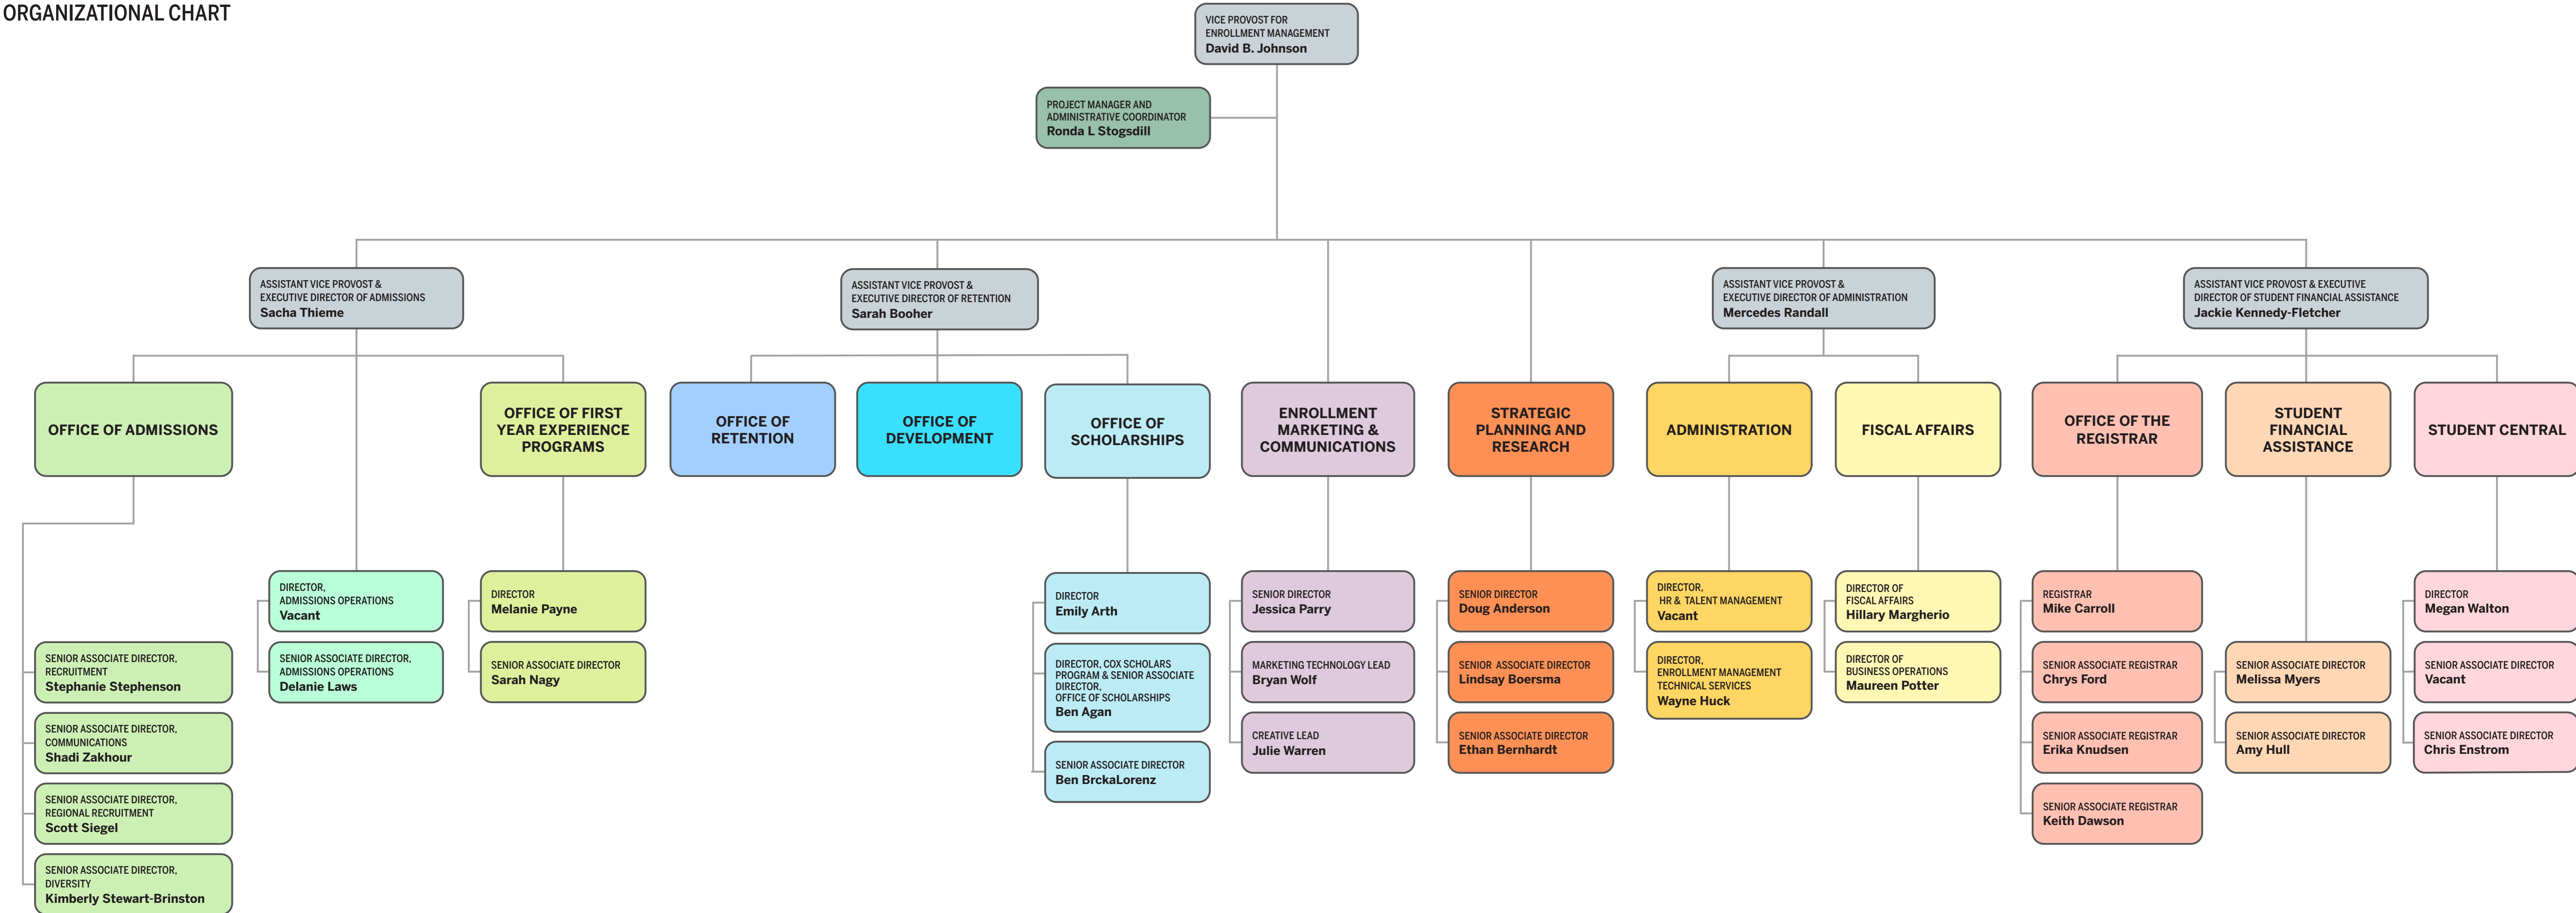 ORGANIZATIONAL CHART
VICE PROVOST FOR
ENROLLMENT MANAGEMENT
David B. Johnson
PROJECT MANAGER AND
ADMINISTRATIVE COORDINATOR
Ronda L Stogsdill
ASSISTANT VICE PROVOST &
EXECUTIVE DIRECTOR OF ADMISSIONS
Sacha Thieme
ASSISTANT VICE PROVOST &
EXECUTIVE DIRECTOR OF RETENTION
Sarah Booher
ASSISTANT VICE PROVOST &
EXECUTIVE DIRECTOR OF ADMINISTRATION
Mercedes Randall
ASSISTANT VICE PROVOST & EXECUTIVE
DIRECTOR OF STUDENT FINANCIAL ASSISTANCE
Jackie Kennedy-Fletcher
OFFICE OF ADMISSIONS
OFFICE OF FIRST
YEAR EXPERIENCE
PROGRAMS
OFFICE OF
RETENTION
OFFICE OF
DEVELOPMENT
OFFICE OF
SCHOLARSHIPS
ENROLLMENT
MARKETING &
COMMUNICATIONS
STRATEGIC
PLANNING AND
RESEARCH
ADMINISTRATION
FISCAL AFFAIRS
OFFICE OF THE
REGISTRAR
STUDENT
FINANCIAL
ASSISTANCE
STUDENT CENTRAL
SENIOR ASSOCIATE DIRECTOR,
RECRUITMENT
Stephanie Stephenson
SENIOR ASSOCIATE DIRECTOR,
COMMUNICATIONS
Shadi Zakhour
SENIOR ASSOCIATE DIRECTOR,
REGIONAL RECRUITMENT
Scott Siegel
SENIOR ASSOCIATE DIRECTOR,
DIVERSITY
Kimberly Stewart-Brinston
DIRECTOR,
ADMISSIONS OPERATIONS
Vacant
SENIOR ASSOCIATE DIRECTOR,
ADMISSIONS OPERATIONS
Delanie Laws
DIRECTOR
Melanie Payne
SENIOR ASSOCIATE DIRECTOR
Sarah Nagy
DIRECTOR
Emily Arth
DIRECTOR, COX SCHOLARS
PROGRAM & SENIOR ASSOCIATE
DIRECTOR,
OFFICE OF SCHOLARSHIPS
Ben Agan
SENIOR ASSOCIATE DIRECTOR
Ben BrckaLorenz
SENIOR DIRECTOR
Jessica Parry
MARKETING TECHNOLOGY LEAD
Bryan Wolf
CREATIVE LEAD
Julie Warren
SENIOR DIRECTOR
Doug Anderson
SENIOR ASSOCIATE DIRECTOR
Lindsay Boersma
SENIOR ASSOCIATE DIRECTOR
Ethan Bernhardt
DIRECTOR,
HR & TALENT MANAGEMENT
Vacant
DIRECTOR,
ENROLLMENT MANAGEMENT
TECHNICAL SERVICES
Wayne Huck
DIRECTOR OF
FISCAL AFFAIRS
Hillary Margherio
DIRECTOR OF
BUSINESS OPERATIONS
Maureen Potter
REGISTRAR
Mike Carroll
SENIOR ASSOCIATE REGISTRAR
Chrys Ford
SENIOR ASSOCIATE REGISTRAR
Erika Knudsen
SENIOR ASSOCIATE REGISTRAR
Keith Dawson
SENIOR ASSOCIATE DIRECTOR
Melissa Myers
SENIOR ASSOCIATE DIRECTOR
Amy Hull
DIRECTOR
Megan Walton
SENIOR ASSOCIATE DIRECTOR
Vacant
SENIOR ASSOCIATE DIRECTOR
Chris Enstrom